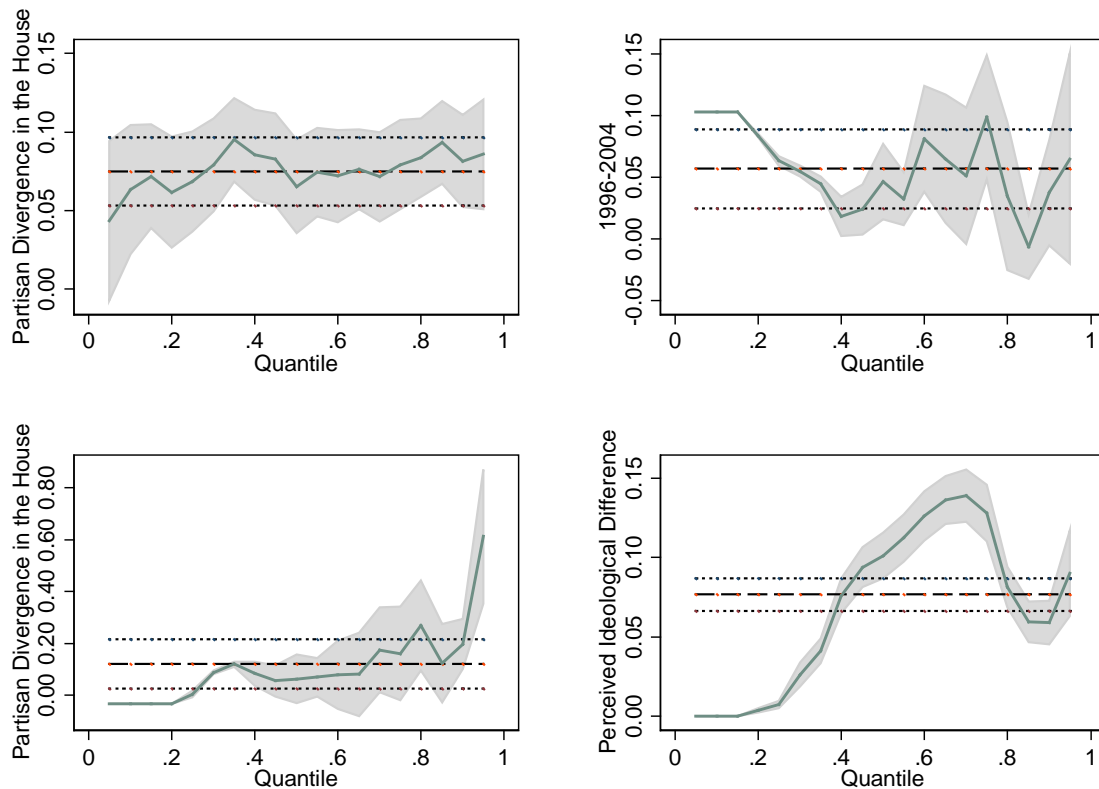 Partisan Divergence in the House
0.15
0.10
0.05
0.00
0 .2 .4 .6 .8 1
Quantile
1996-2004
0.15
0.10
0.05
0.00
-0.05
0 .2 .4 .6 .8 1
Quantile
Partisan Divergence in the House
0.80
0.60
0.40
0.20
0.00
0 .2 .4 .6 .8 1
Quantile
Perceived Ideological Difference
0.15
0.10
0.05
0.00
0 .2 .4 .6 .8 1
Quantile